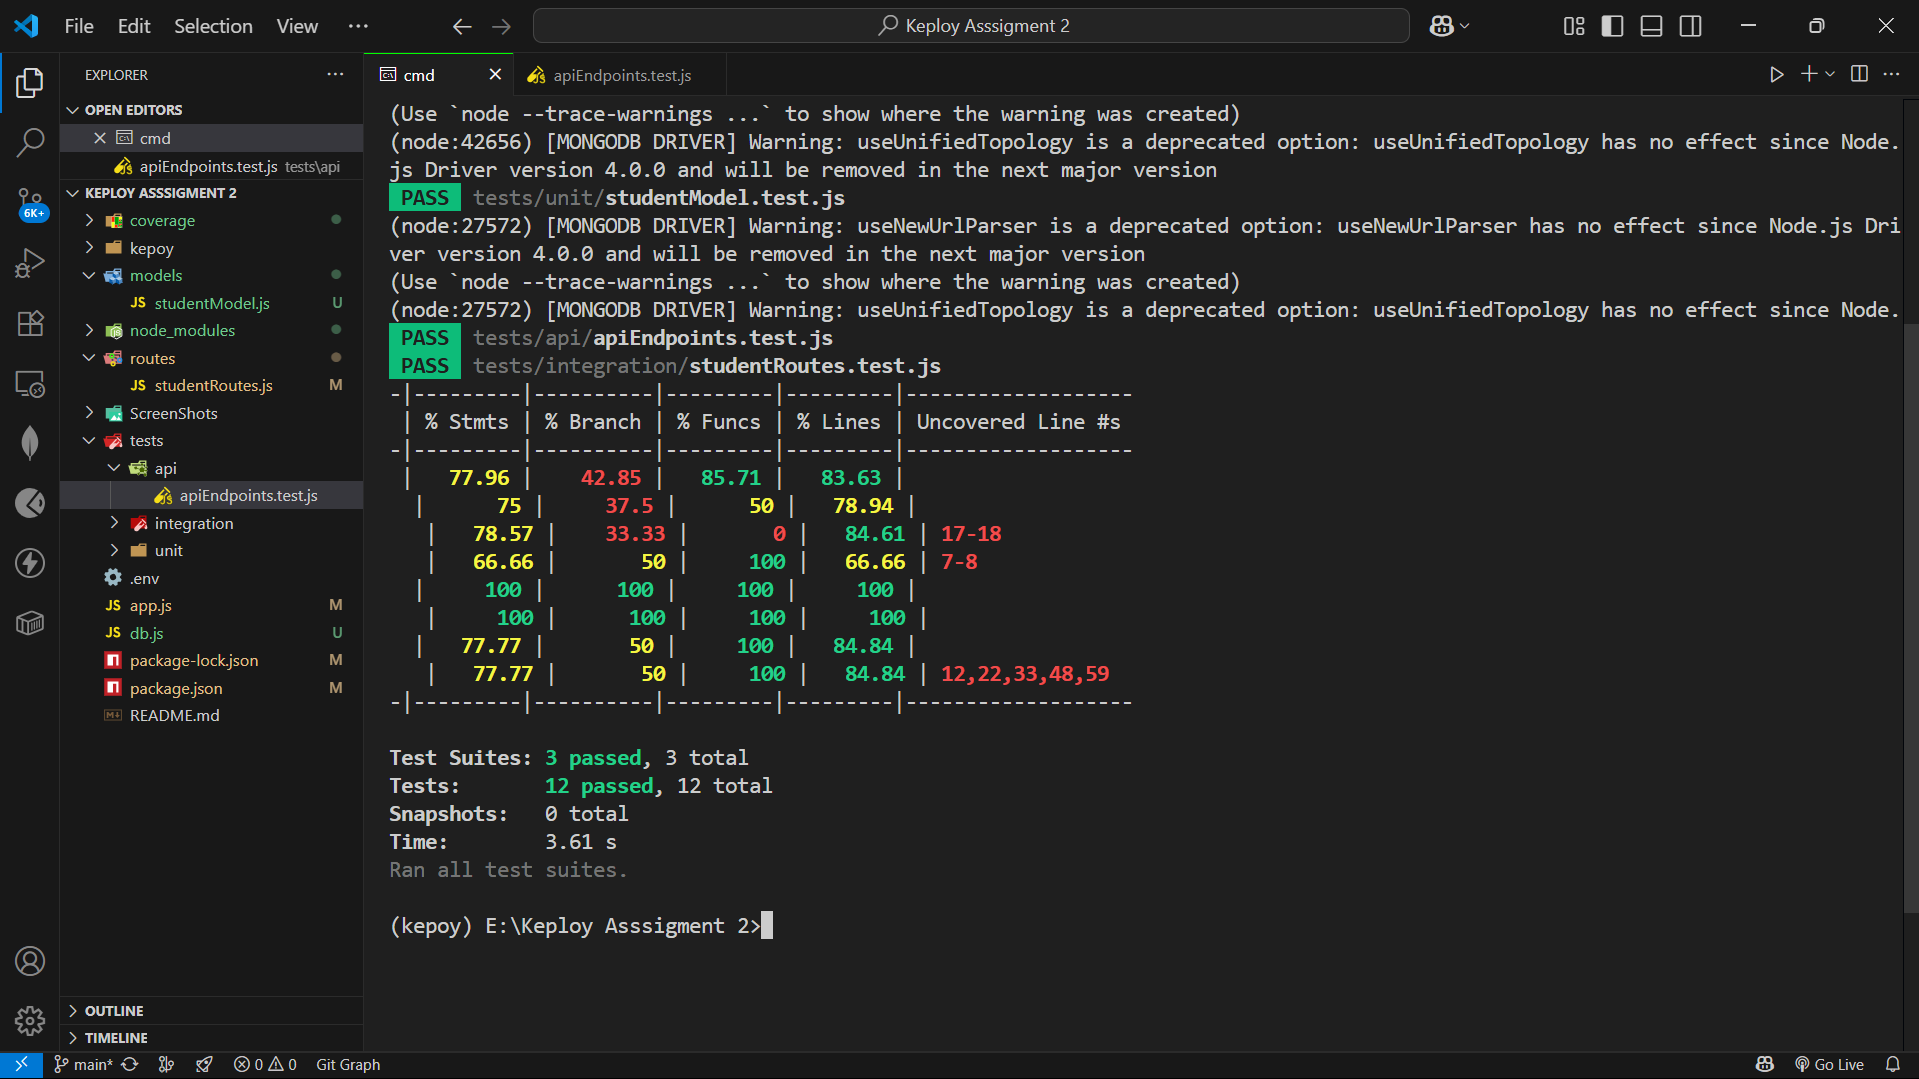 File Edit Selection View ···
Keploy Asssigment 2
EXPLORER ···
OPEN EDITORS
cmd
apiEndpoints.test.js tests\api
KEPLOY ASSSIGMENT 2
coverage
kepoy
models
JS studentModel.js U
node_modules
routes
JS studentRoutes.js M
ScreenShots
tests
api
apiEndpoints.test.js
integration
unit
.env
JS app.js M
JS db.js U
package-lock.json M
package.json M
README.md
OUTLINE
TIMELINE
6K+
cmd
apiEndpoints.test.js
(Use `node --trace-warnings ...` to show where the warning was created)
(node:42656) [MONGODB DRIVER] Warning: useUnifiedTopology is a deprecated option: useUnifiedTopology has no effect since Node.
js Driver version 4.0.0 and will be removed in the next major version
PASS tests/unit/studentModel.test.js
(node:27572) [MONGODB DRIVER] Warning: useNewUrlParser is a deprecated option: useNewUrlParser has no effect since Node.js Dri
ver version 4.0.0 and will be removed in the next major version
(Use `node --trace-warnings ...` to show where the warning was created)
(node:27572) [MONGODB DRIVER] Warning: useUnifiedTopology is a deprecated option: useUnifiedTopology has no effect since Node.
PASS tests/api/apiEndpoints.test.js
PASS tests/integration/studentRoutes.test.js
-|---------|----------|---------|---------|-------------------
| % Stmts | % Branch | % Funcs | % Lines | Uncovered Line #s
-|---------|----------|---------|---------|-------------------
| 77.96 | 42.85 | 85.71 | 83.63 |
| 75 | 37.5 | 50 | 78.94 |
| 78.57 | 33.33 | 0 | 84.61 | 17-18
| 66.66 | 50 | 100 | 66.66 | 7-8
| 100 | 100 | 100 | 100 |
| 100 | 100 | 100 | 100 |
| 77.77 | 50 | 100 | 84.84 |
| 77.77 | 50 | 100 | 84.84 | 12,22,33,48,59
-|---------|----------|---------|---------|-------------------
Test Suites: 3 passed, 3 total
Tests: 12 passed, 12 total
Snapshots: 0 total
Time: 3.61 s
Ran all test suites.
(kepoy) E:\Keploy Asssigment 2>
main* 0 0 Git Graph Go Live